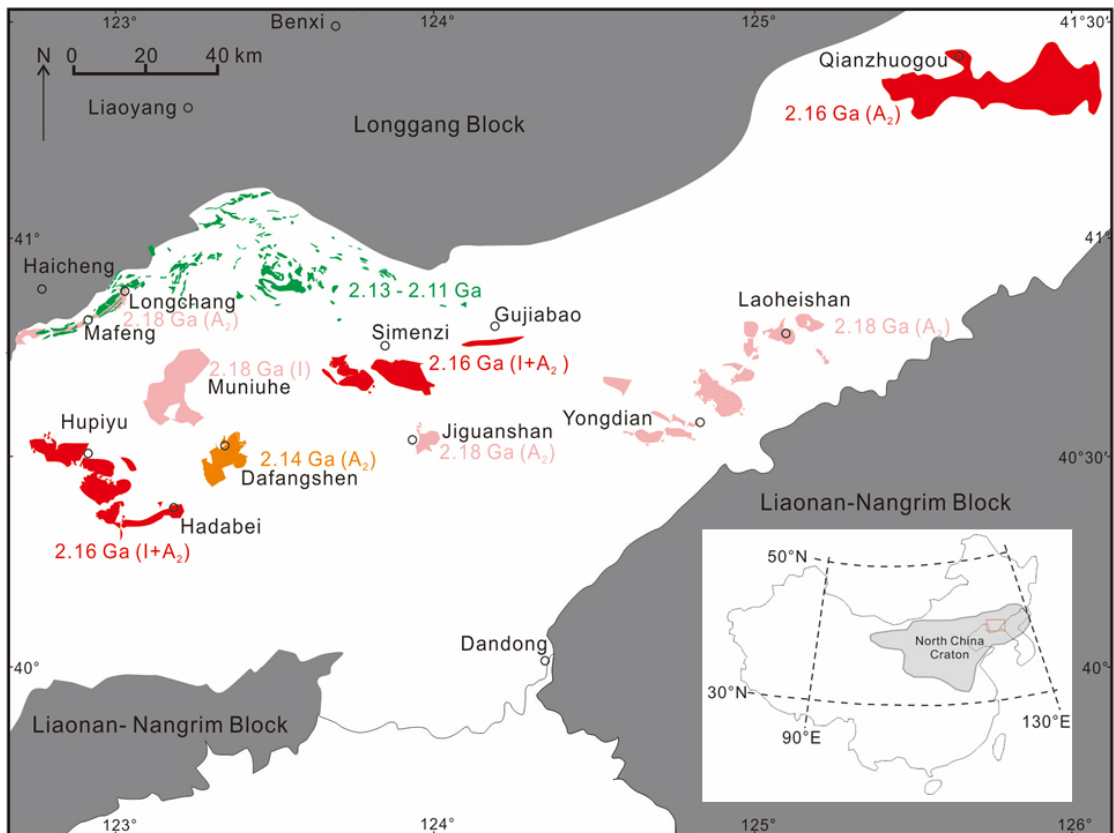 123
124
125
41°30′
Benxi
N
0 20 40 km
Liaoyang
Longgang Block
Qianzhuogou
2.16 Ga (A₂)
41°
41°
Haicheng
Longchang
2.13 - 2.11 Ga
2.18 Ga (A₂)
Mafeng
Gujiabao
Simenzi
Laoheishan
2.18 Ga (A₂)
2.18 Ga (I)
Muniuhe
2.16 Ga (I+A₂)
Hupiyu
Yongdian
Jiguanshan
2.18 Ga (A₂)
2.14 Ga (A₂)
Dafangshen
40°30′
Hadabei
2.16 Ga (I+A₂)
Liaonan-Nangrim Block
50°N
North China
Craton
30°N
90°E
130°E
Dandong
40°
40°
Liaonan- Nangrim Block
123
124
125
126